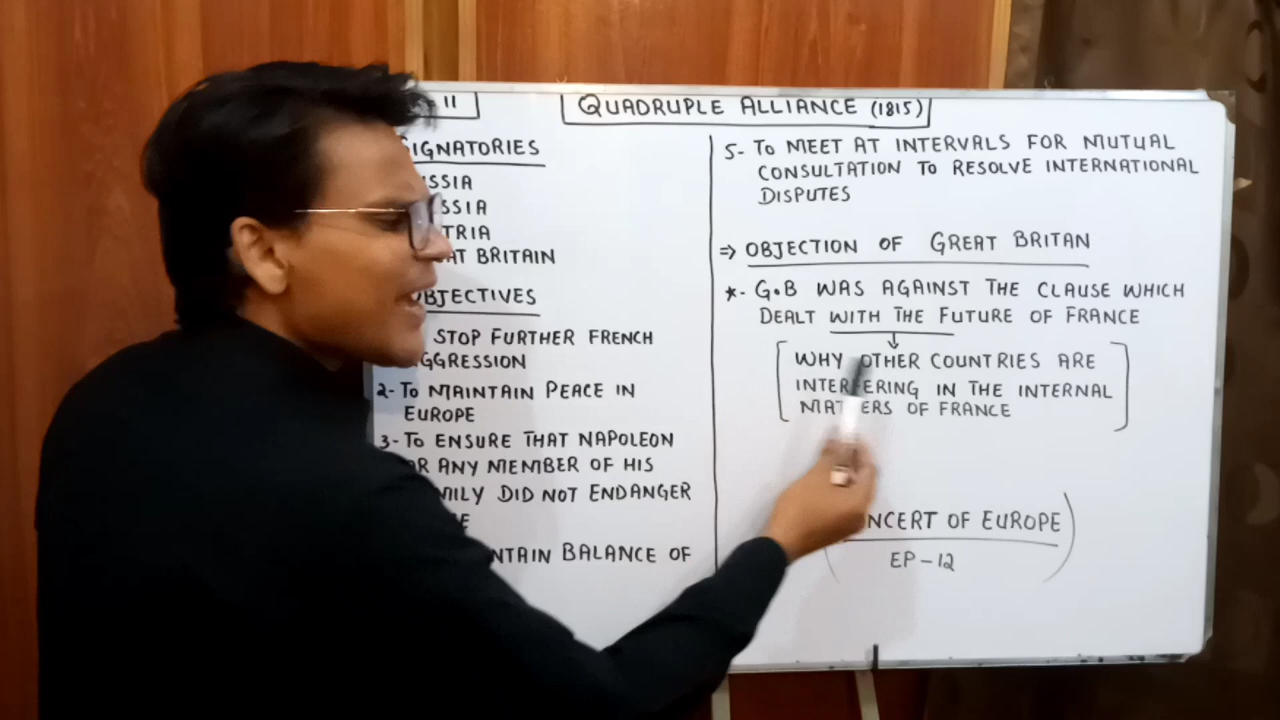 11
QUADRUPLE ALLIANCE (1815)
SIGNATORIES
SSIA
SSIA
TRIA
AT BRITAIN
OBJECTIVES
STOP FURTHER FRENCH
GGRESSION
2- TO MAINTAIN PEACE IN
EUROPE
3- TO ENSURE THAT NAPOLEON
OR ANY MEMBER OF HIS
MILY DID NOT ENDANGER
E
NTAIN BALANCE OF
5- TO MEET AT INTERVALS FOR MUTUAL
CONSULTATION TO RESOLVE INTERNATIONAL
DISPUTES
⇒ OBJECTION OF GREAT BRITAN
*- G.B WAS AGAINST THE CLAUSE WHICH
DEALT WITH THE FUTURE OF FRANCE
WHY OTHER COUNTRIES ARE
INTERFERING IN THE INTERNAL
MATTERS OF FRANCE
NCERT OF EUROPE
EP-12